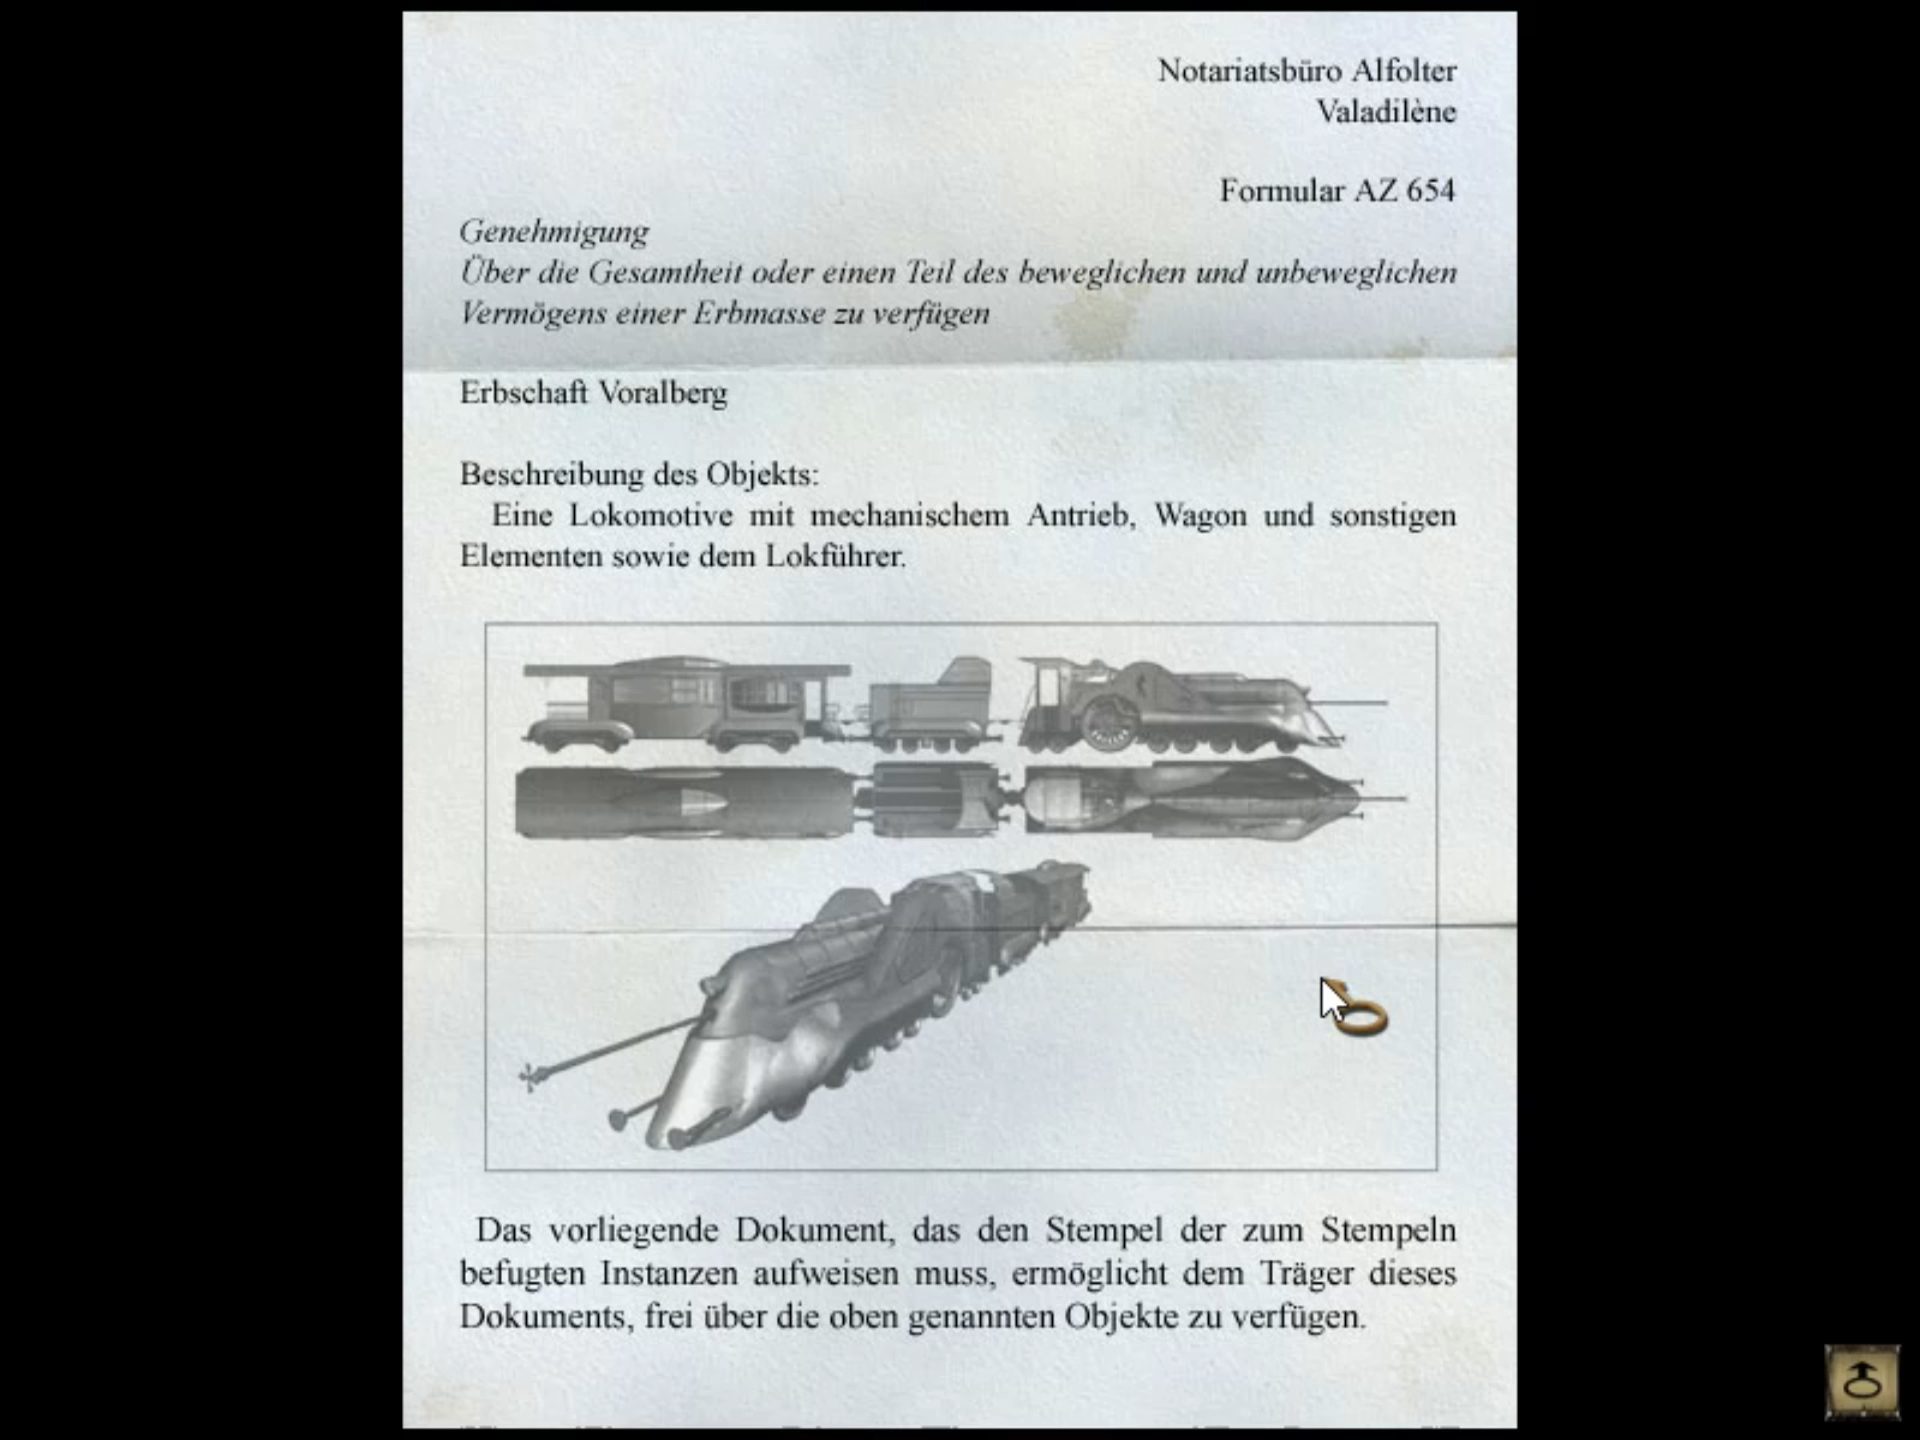 Notariatsbüro Alfolter
Valadilène
Formular AZ 654
Genehmigung
Über die Gesamtheit oder einen Teil des beweglichen und unbeweglichen
Vermögens einer Erbmasse zu verfügen
Erbschaft Voralberg
Beschreibung des Objekts:
Eine Lokomotive mit mechanischem Antrieb, Wagon und sonstigen
Elementen sowie dem Lokführer.
Das vorliegende Dokument, das den Stempel der zum Stempeln
befugten Instanzen aufweisen muss, ermöglicht dem Träger dieses
Dokuments, frei über die oben genannten Objekte zu verfügen.